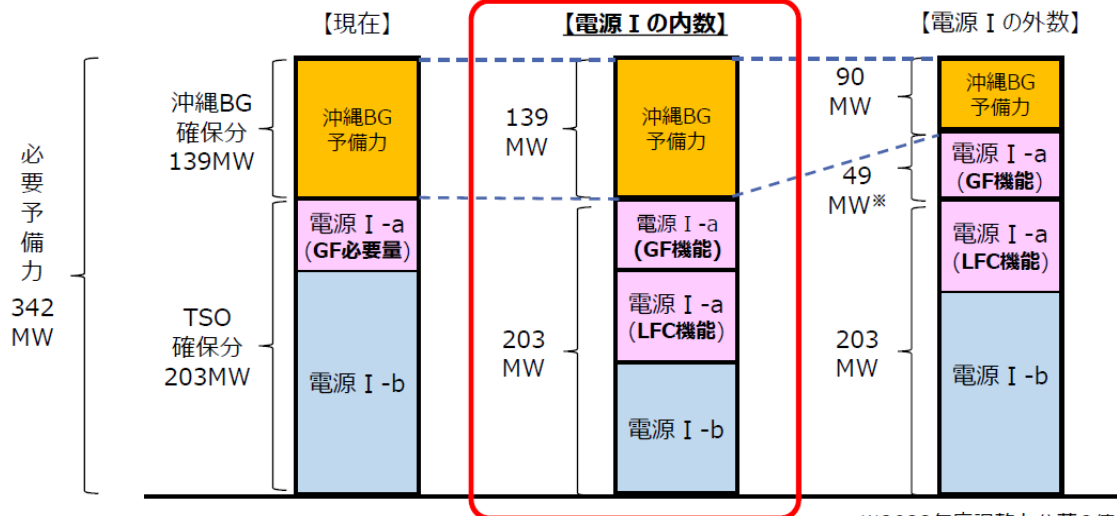 【現在】
【電源Ⅰの内数】
【電源Ⅰの外数】
必
要
予
備
力
342
MW
沖縄BG
確保分
139MW
TSO
確保分
203MW
沖縄BG
予備力
電源Ⅰ-a
(GF必要量)
電源Ⅰ-b
139
MW
203
MW
沖縄BG
予備力
電源Ⅰ-a
(GF機能)
電源Ⅰ-a
(LFC機能)
電源Ⅰ-b
90
MW
49
MW※
203
MW
沖縄BG
予備力
電源Ⅰ-a
(GF機能)
電源Ⅰ-a
(LFC機能)
電源Ⅰ-b